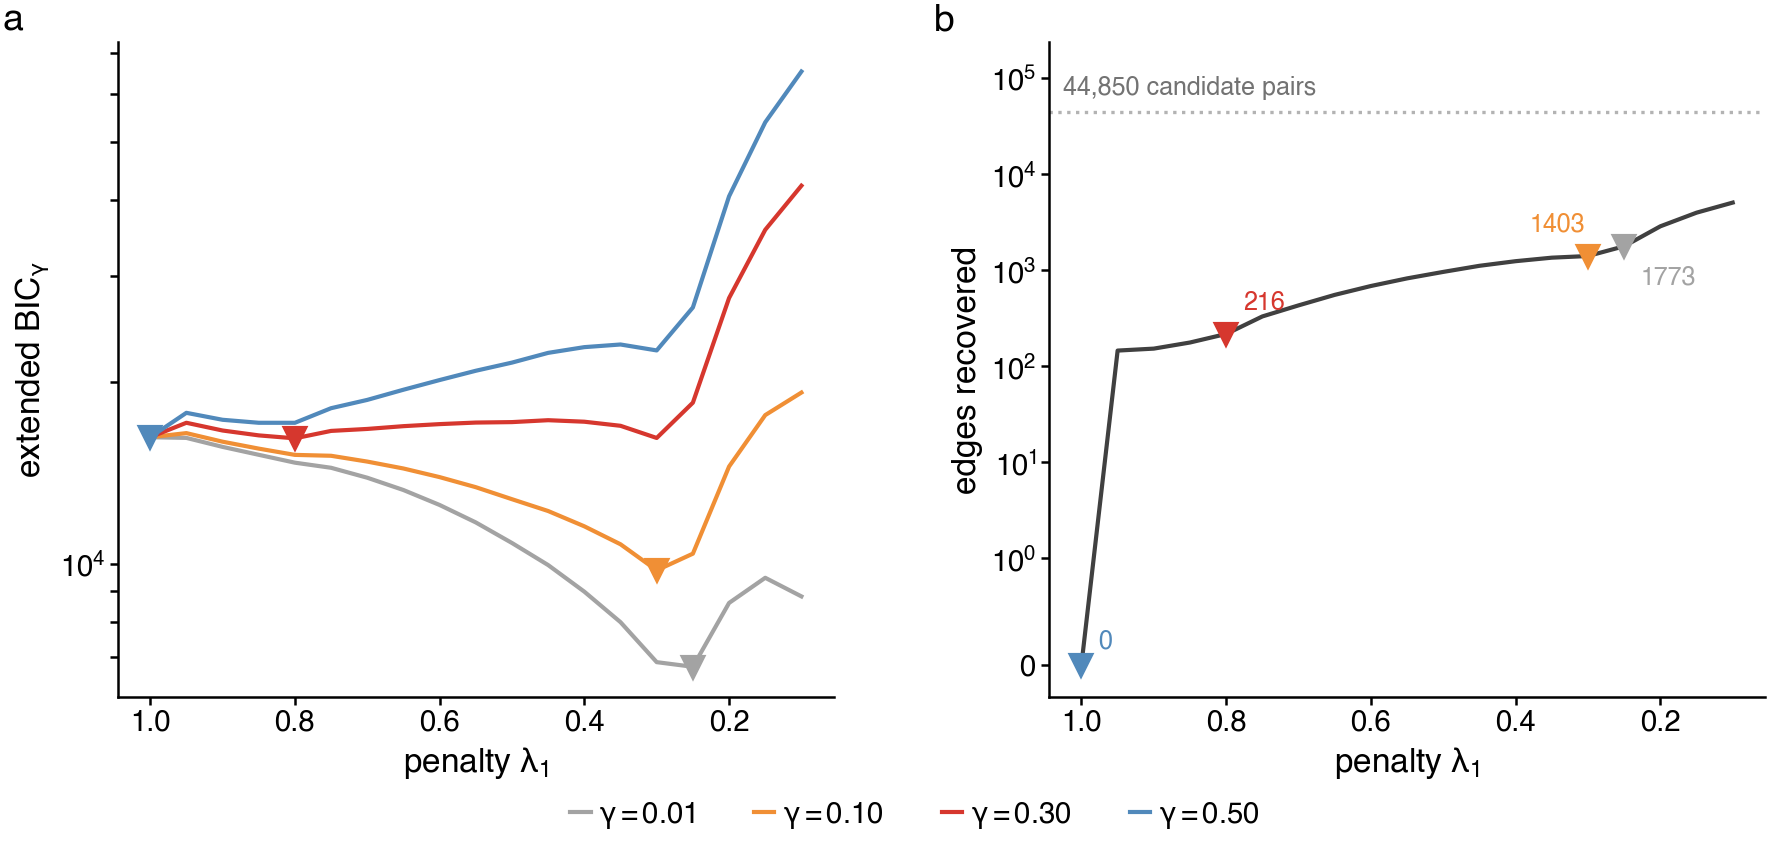 a
extended BICγ
10⁴
1.0 0.8 0.6 0.4 0.2
penalty λ₁
b
edges recovered
10⁵
10⁴
10³
10²
10¹
10⁰
0
44,850 candidate pairs
1403
1773
216
0
1.0 0.8 0.6 0.4 0.2
penalty λ₁
γ = 0.01 γ = 0.10 γ = 0.30 γ = 0.50